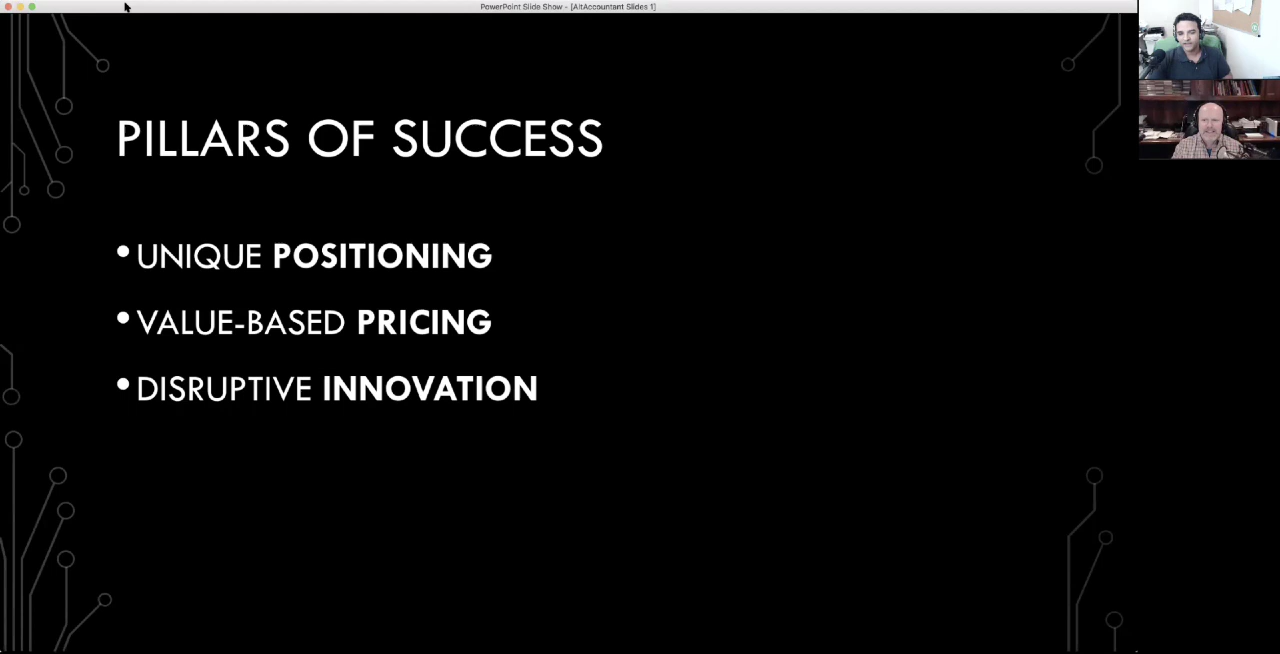 PowerPoint Slide Show - [AltAccountant Slides 1]
PILLARS OF SUCCESS
•UNIQUE POSITIONING
•VALUE-BASED PRICING
•DISRUPTIVE INNOVATION